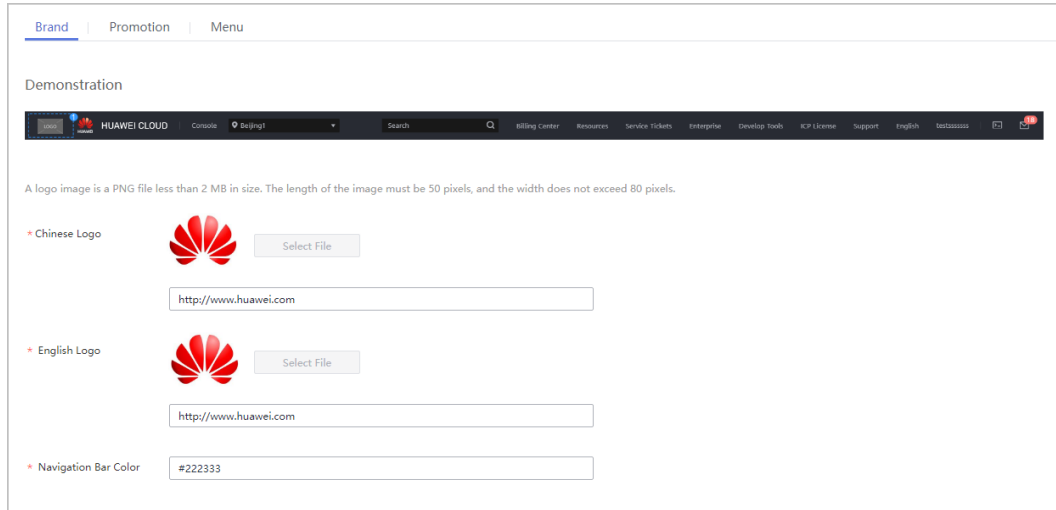 Brand Promotion Menu
Demonstration
LOGO 1 HUAWEI HUAWEI CLOUD Console Beijing1 Search Billing Center Resources Service Tickets Enterprise Develop Tools ICP License Support English testsssssss 18
A logo image is a PNG file less than 2 MB in size. The length of the image must be 50 pixels, and the width does not exceed 80 pixels.
* Chinese Logo Select File
http://www.huawei.com
* English Logo Select File
http://www.huawei.com
* Navigation Bar Color #222333